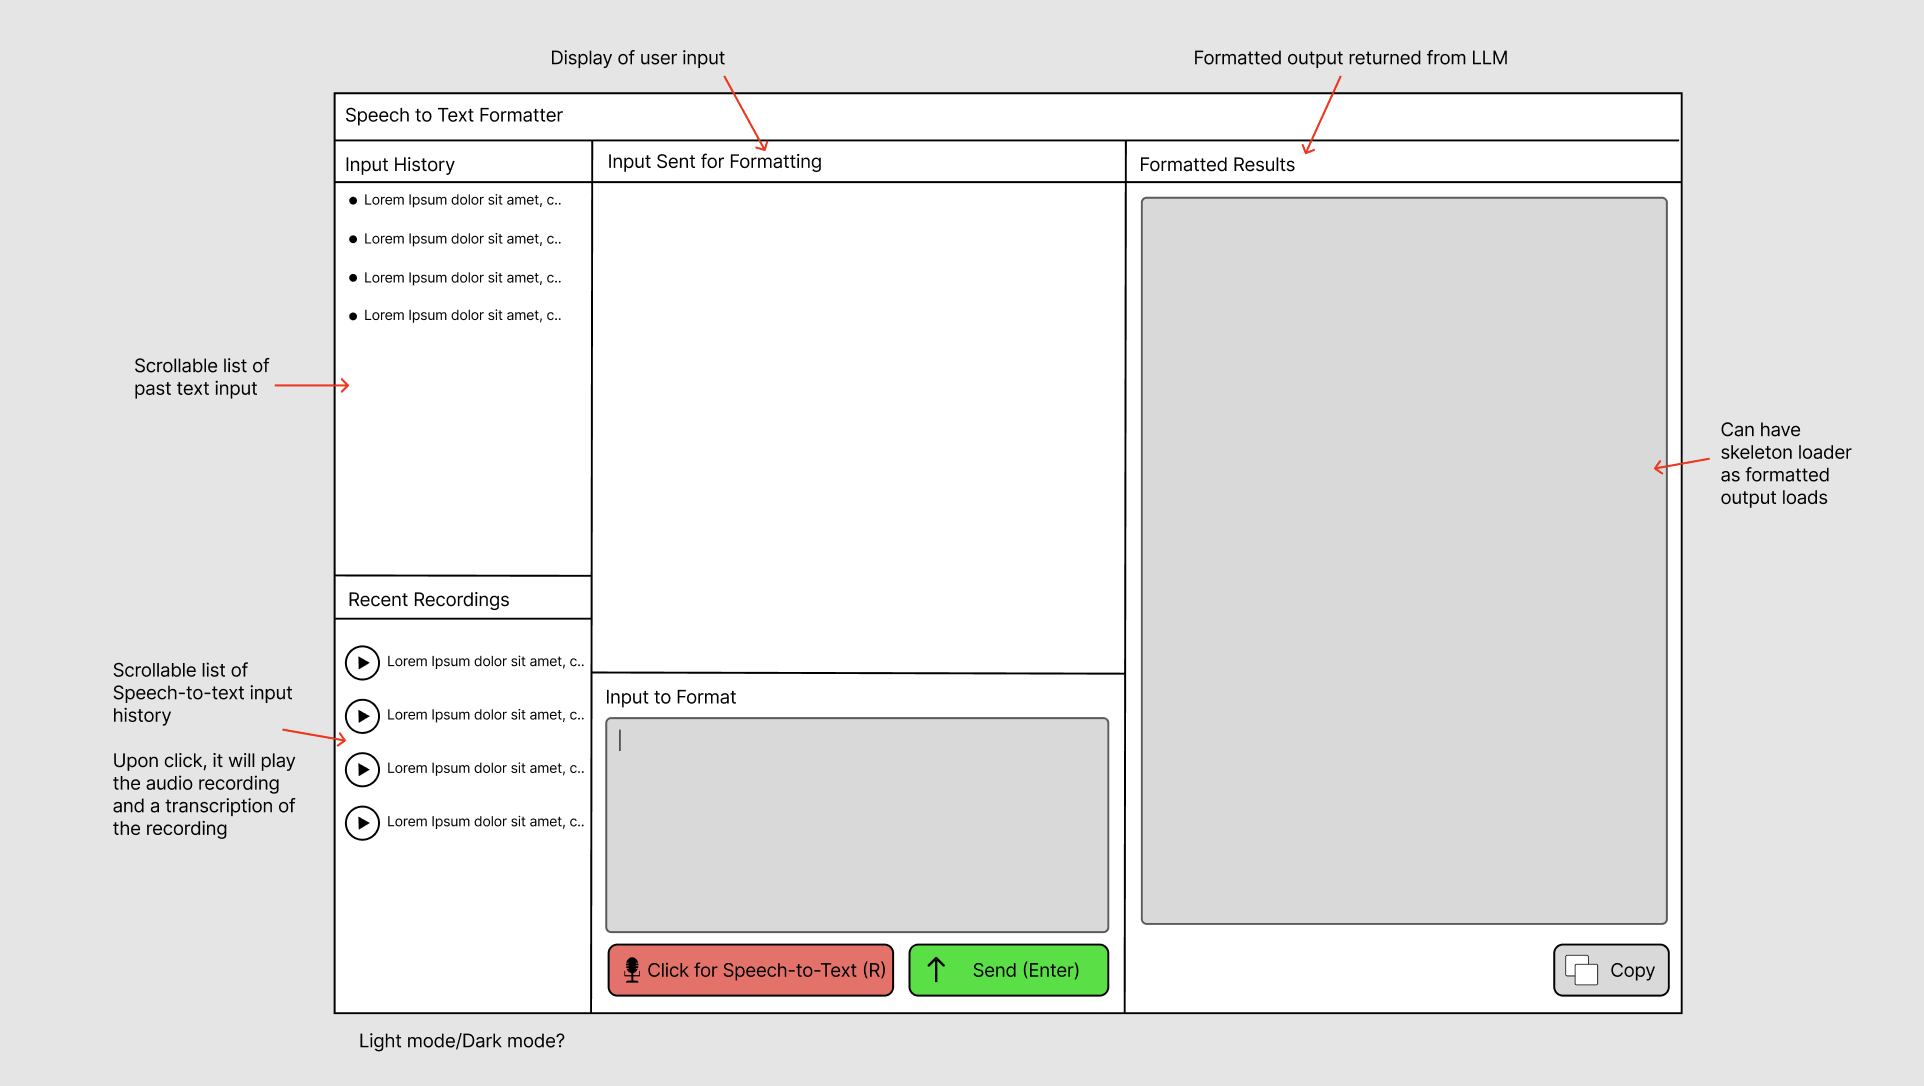 Display of user input
Formatted output returned from LLM
Speech to Text Formatter
Input History
Lorem Ipsum dolor sit amet, c..
Lorem Ipsum dolor sit amet, c..
Lorem Ipsum dolor sit amet, c..
Lorem Ipsum dolor sit amet, c..
Scrollable list of
past text input
Recent Recordings
Lorem Ipsum dolor sit amet, c..
Lorem Ipsum dolor sit amet, c..
Lorem Ipsum dolor sit amet, c..
Lorem Ipsum dolor sit amet, c..
Scrollable list of
Speech-to-text input
history
Upon click, it will play
the audio recording
and a transcription of
the recording
Input Sent for Formatting
Input to Format
Click for Speech-to-Text (R)
Send (Enter)
Formatted Results
Can have
skeleton loader
as formatted
output loads
Copy
Light mode/Dark mode?